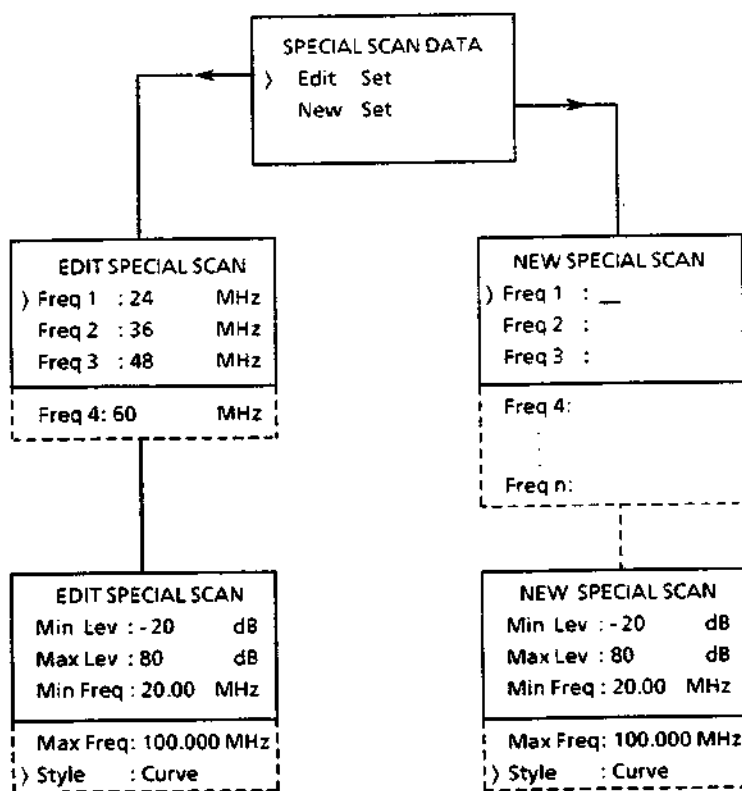 SPECIAL SCAN DATA
) Edit Set
New Set
EDIT SPECIAL SCAN
) Freq 1 : 24 MHz
Freq 2 : 36 MHz
Freq 3 : 48 MHz
Freq 4: 60 MHz
NEW SPECIAL SCAN
) Freq 1 : __
Freq 2 :
Freq 3 :
Freq 4:
.
.
.
Freq n:
EDIT SPECIAL SCAN
Min Lev : -20 dB
Max Lev : 80 dB
Min Freq : 20.00 MHz
Max Freq: 100.000 MHz
) Style : Curve
NEW SPECIAL SCAN
Min Lev : -20 dB
Max Lev : 80 dB
Min Freq : 20.00 MHz
Max Freq: 100.000 MHz
) Style : Curve